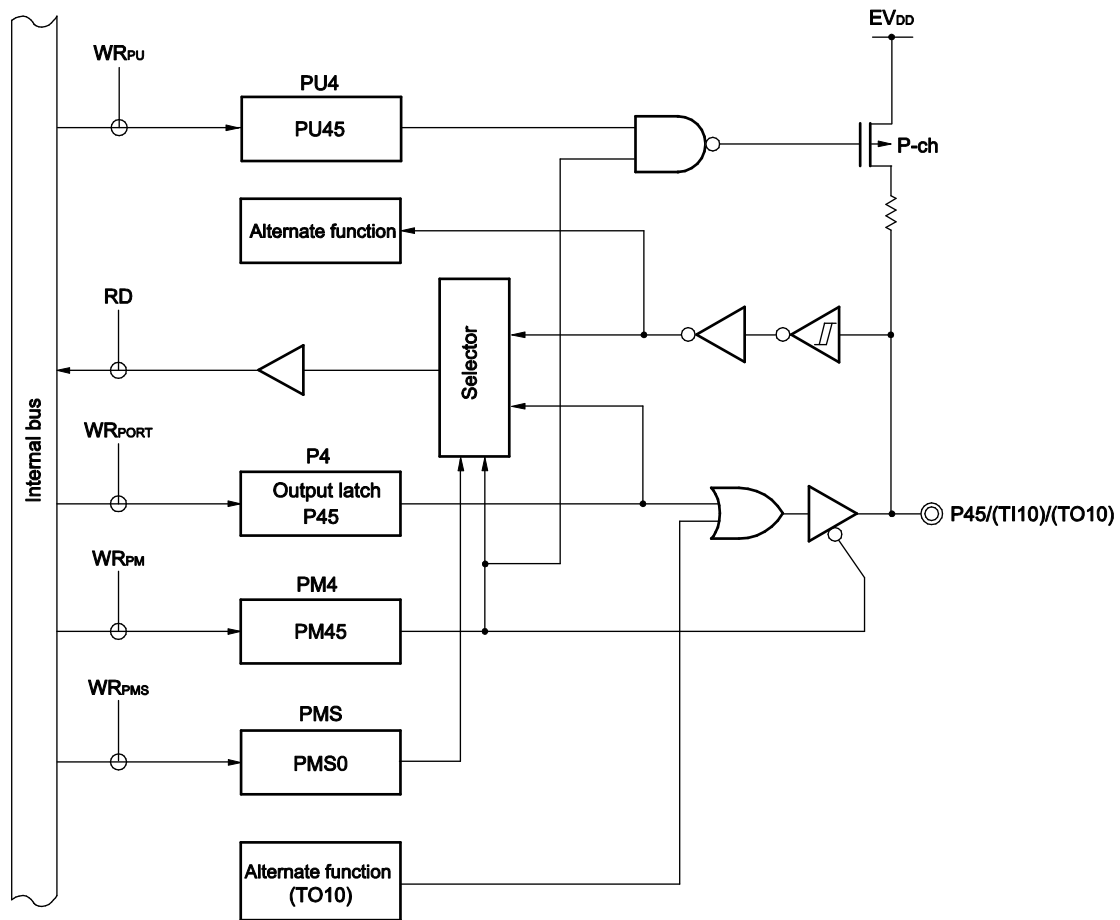 EVDD
WRPU
PU4
PU45
P-ch
Alternate function
RD
Selector
Internal bus
WRPORT
P4
Output latch
P45
P45/(TI10)/(TO10)
WRPM
PM4
PM45
WRPMS
PMS
PMS0
Alternate function
(TO10)